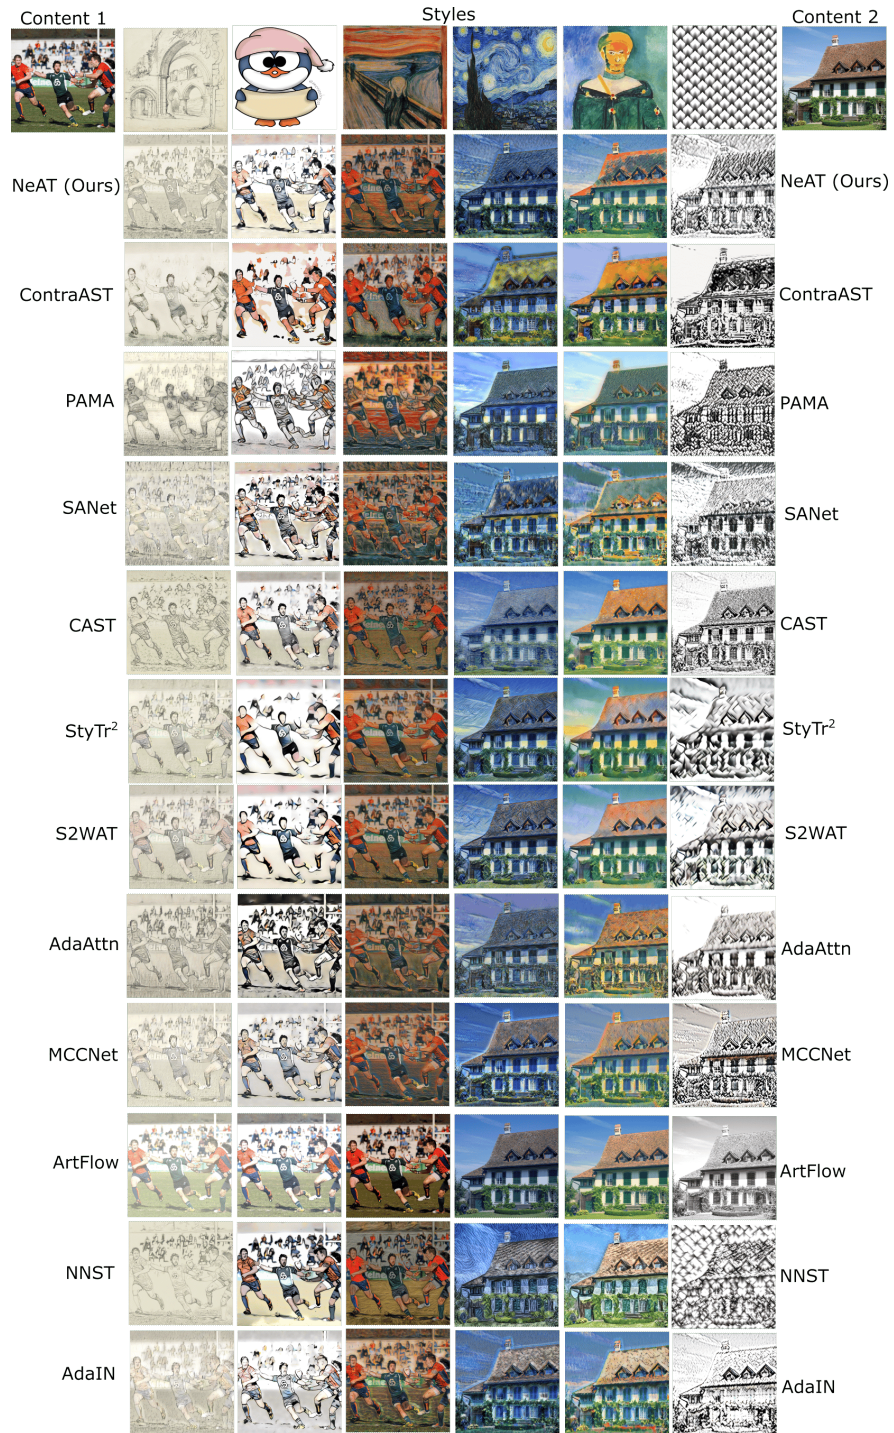 Content 1
Styles
Content 2
NeAT (Ours)
NeAT (Ours)
ContraAST
ContraAST
PAMA
PAMA
SANet
SANet
CAST
CAST
StyTr²
StyTr²
S2WAT
S2WAT
AdaAttn
AdaAttn
MCCNet
MCCNet
ArtFlow
ArtFlow
NNST
NNST
AdaIN
AdaIN